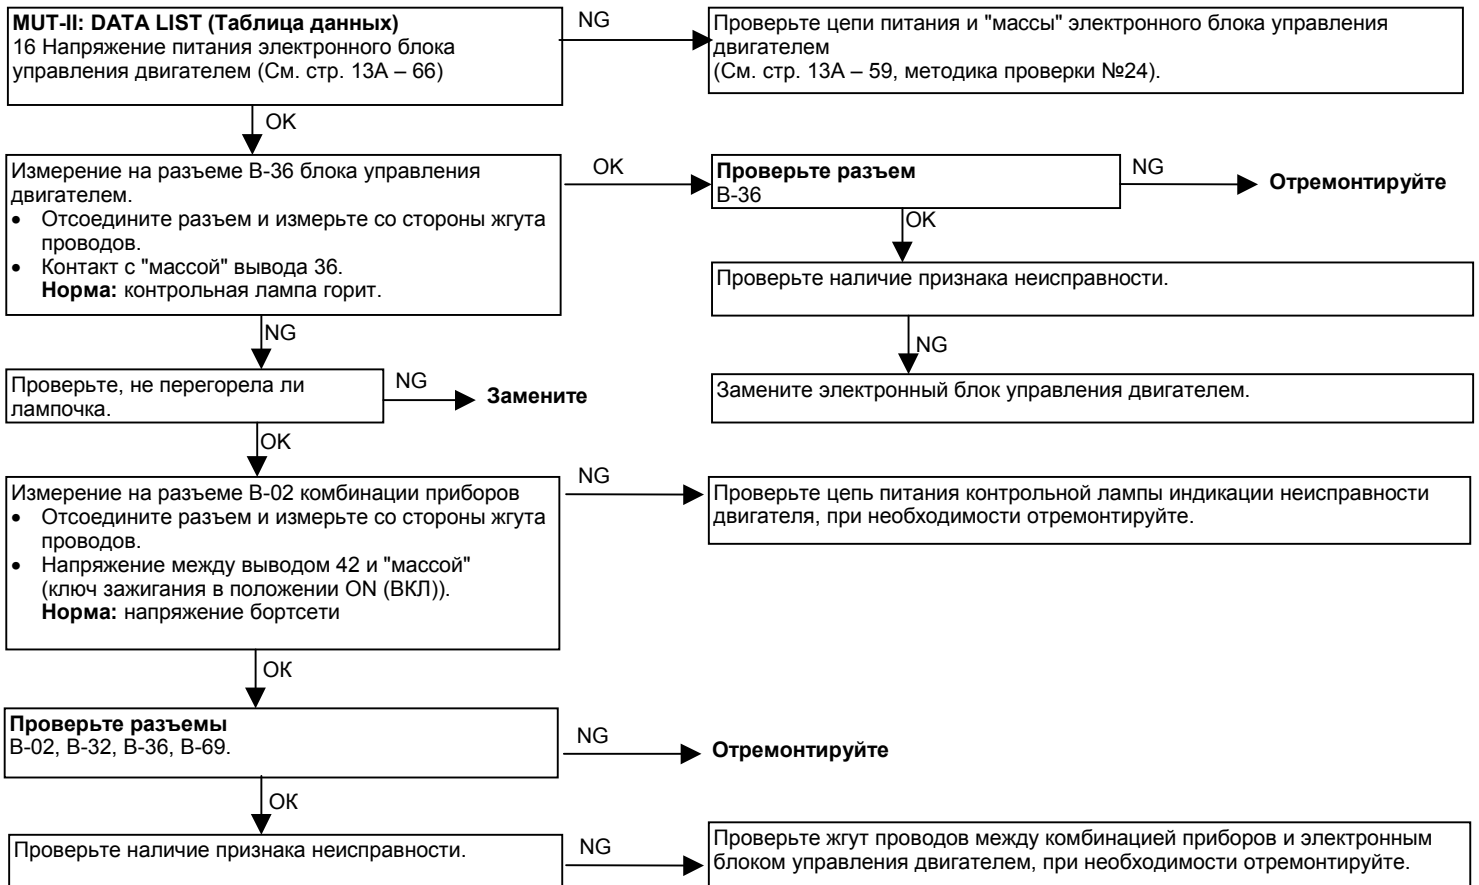 MUT-II: DATA LIST (Таблица данных)
16 Напряжение питания электронного блока
управления двигателем (См. стр. 13А – 66)
NG
Проверьте цепи питания и "массы" электронного блока управления
двигателем
(См. стр. 13А – 59, методика проверки №24).
OK
Измерение на разъеме В-36 блока управления
двигателем.
• Отсоедините разъем и измерьте со стороны жгута
проводов.
• Контакт с "массой" вывода 36.
Норма: контрольная лампа горит.
OK
Проверьте разъем
В-36
NG
Отремонтируйте
OK
Проверьте наличие признака неисправности.
NG
Замените электронный блок управления двигателем.
NG
Проверьте, не перегорела ли
лампочка.
NG
Замените
OK
Измерение на разъеме В-02 комбинации приборов
• Отсоедините разъем и измерьте со стороны жгута
проводов.
• Напряжение между выводом 42 и "массой"
(ключ зажигания в положении ON (ВКЛ)).
Норма: напряжение бортсети
NG
Проверьте цепь питания контрольной лампы индикации неисправности
двигателя, при необходимости отремонтируйте.
OK
Проверьте разъемы
В-02, В-32, В-36, В-69.
NG
Отремонтируйте
OK
Проверьте наличие признака неисправности.
NG
Проверьте жгут проводов между комбинацией приборов и электронным
блоком управления двигателем, при необходимости отремонтируйте.